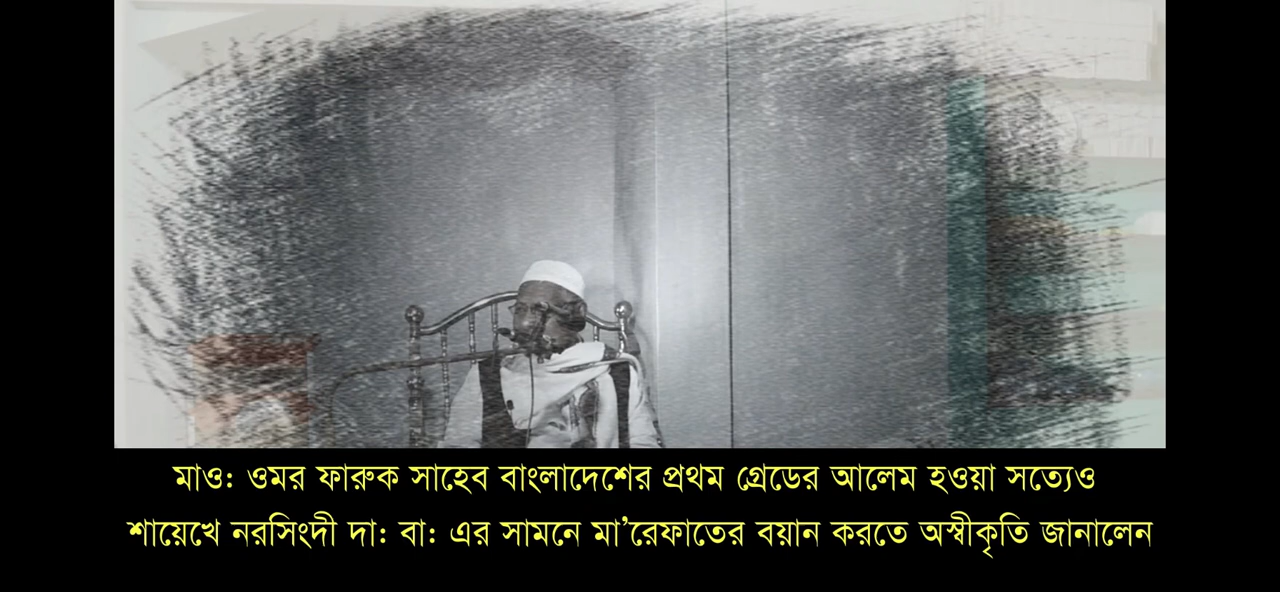 মাও: ওমর ফারুক সাহেব বাংলাদেশের প্রথম গ্রেডের আলেম হওয়া সত্যেও
শায়েখে নরসিংদী দা: বা: এর সামনে মা’রেফাতের বয়ান করতে অস্বীকৃতি জানালেন